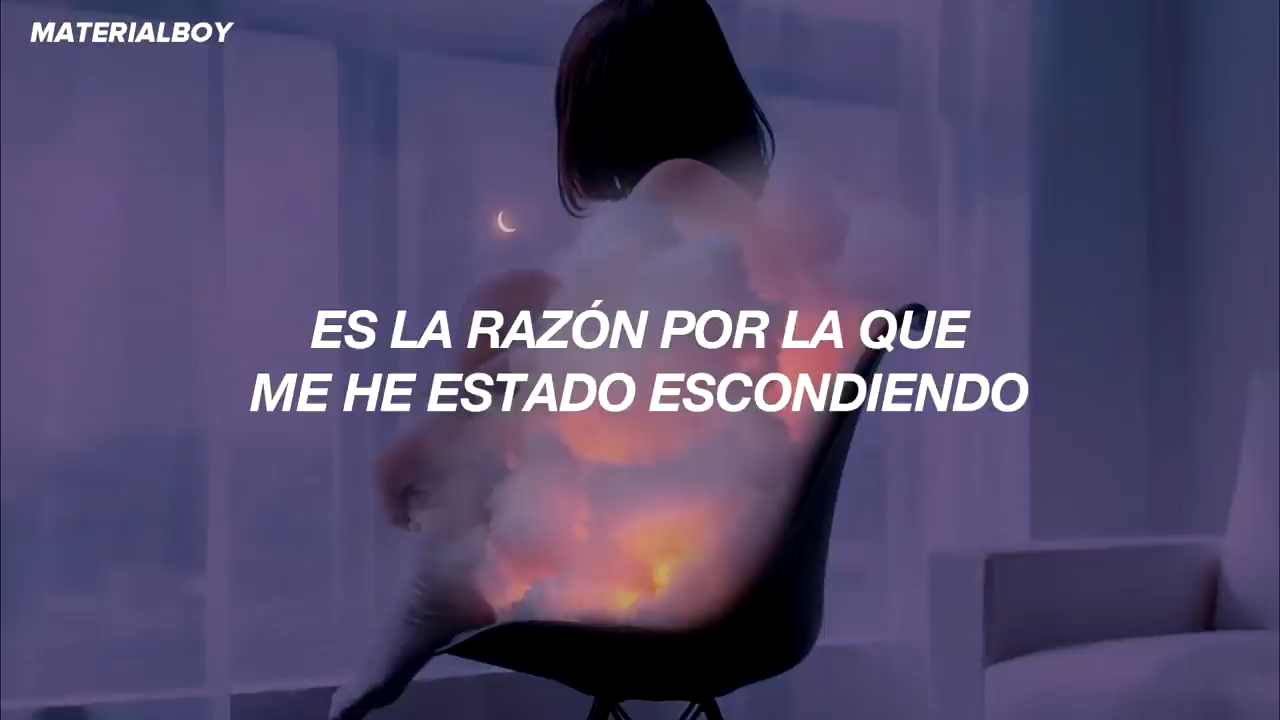 MATERIALBOY
ES LA RAZÓN POR LA QUE
ME HE ESTADO ESCONDIENDO